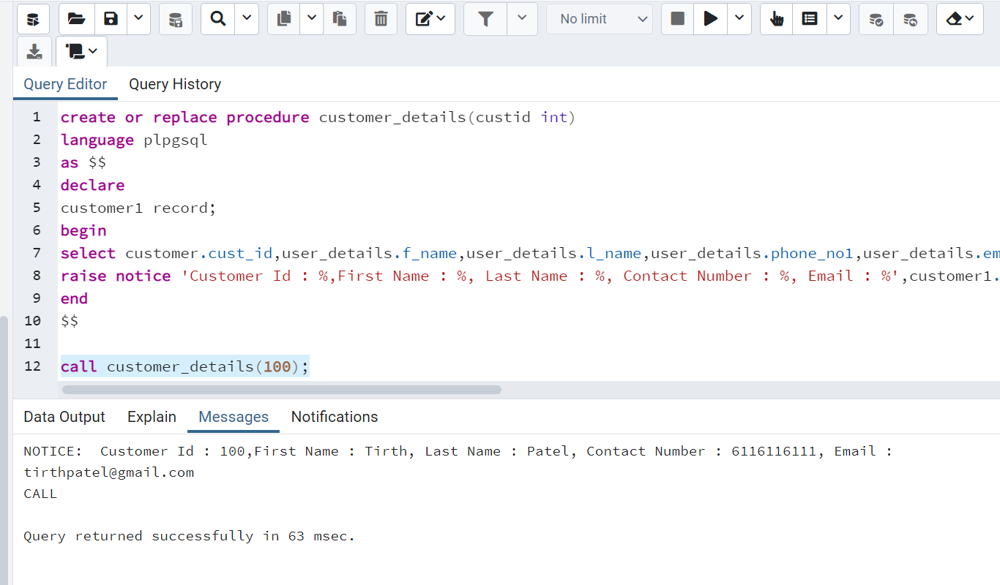 No limit
Query Editor Query History
1 create or replace procedure customer_details(custid int)
2 language plpgsql
3 as $$
4 declare
5 customer1 record;
6 begin
7 select customer.cust_id,user_details.f_name,user_details.l_name,user_details.phone_no1,user_details.em
8 raise notice 'Customer Id : %,First Name : %, Last Name : %, Contact Number : %, Email : %',customer1.
9 end
10 $$
11
12 call customer_details(100);
Data Output Explain Messages Notifications
NOTICE:  Customer Id : 100,First Name : Tirth, Last Name : Patel, Contact Number : 6116116111, Email :
tirthpatel@gmail.com
CALL
Query returned successfully in 63 msec.